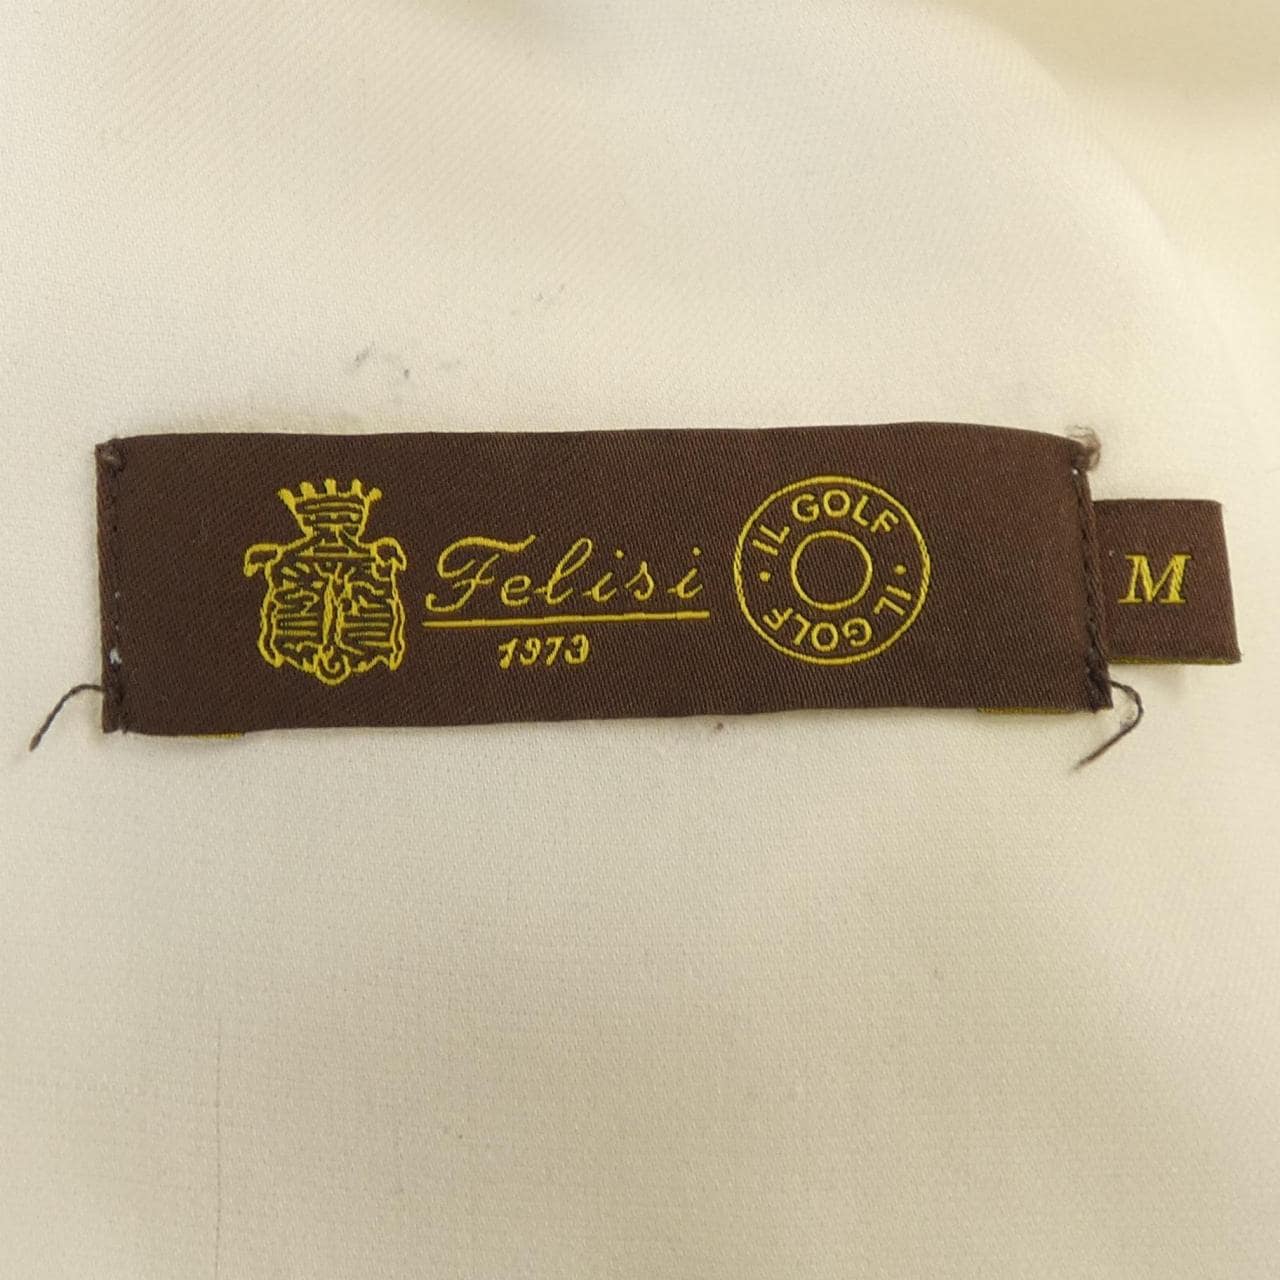 Felisi
1973
IL GOLF · IL GOLF ·
M